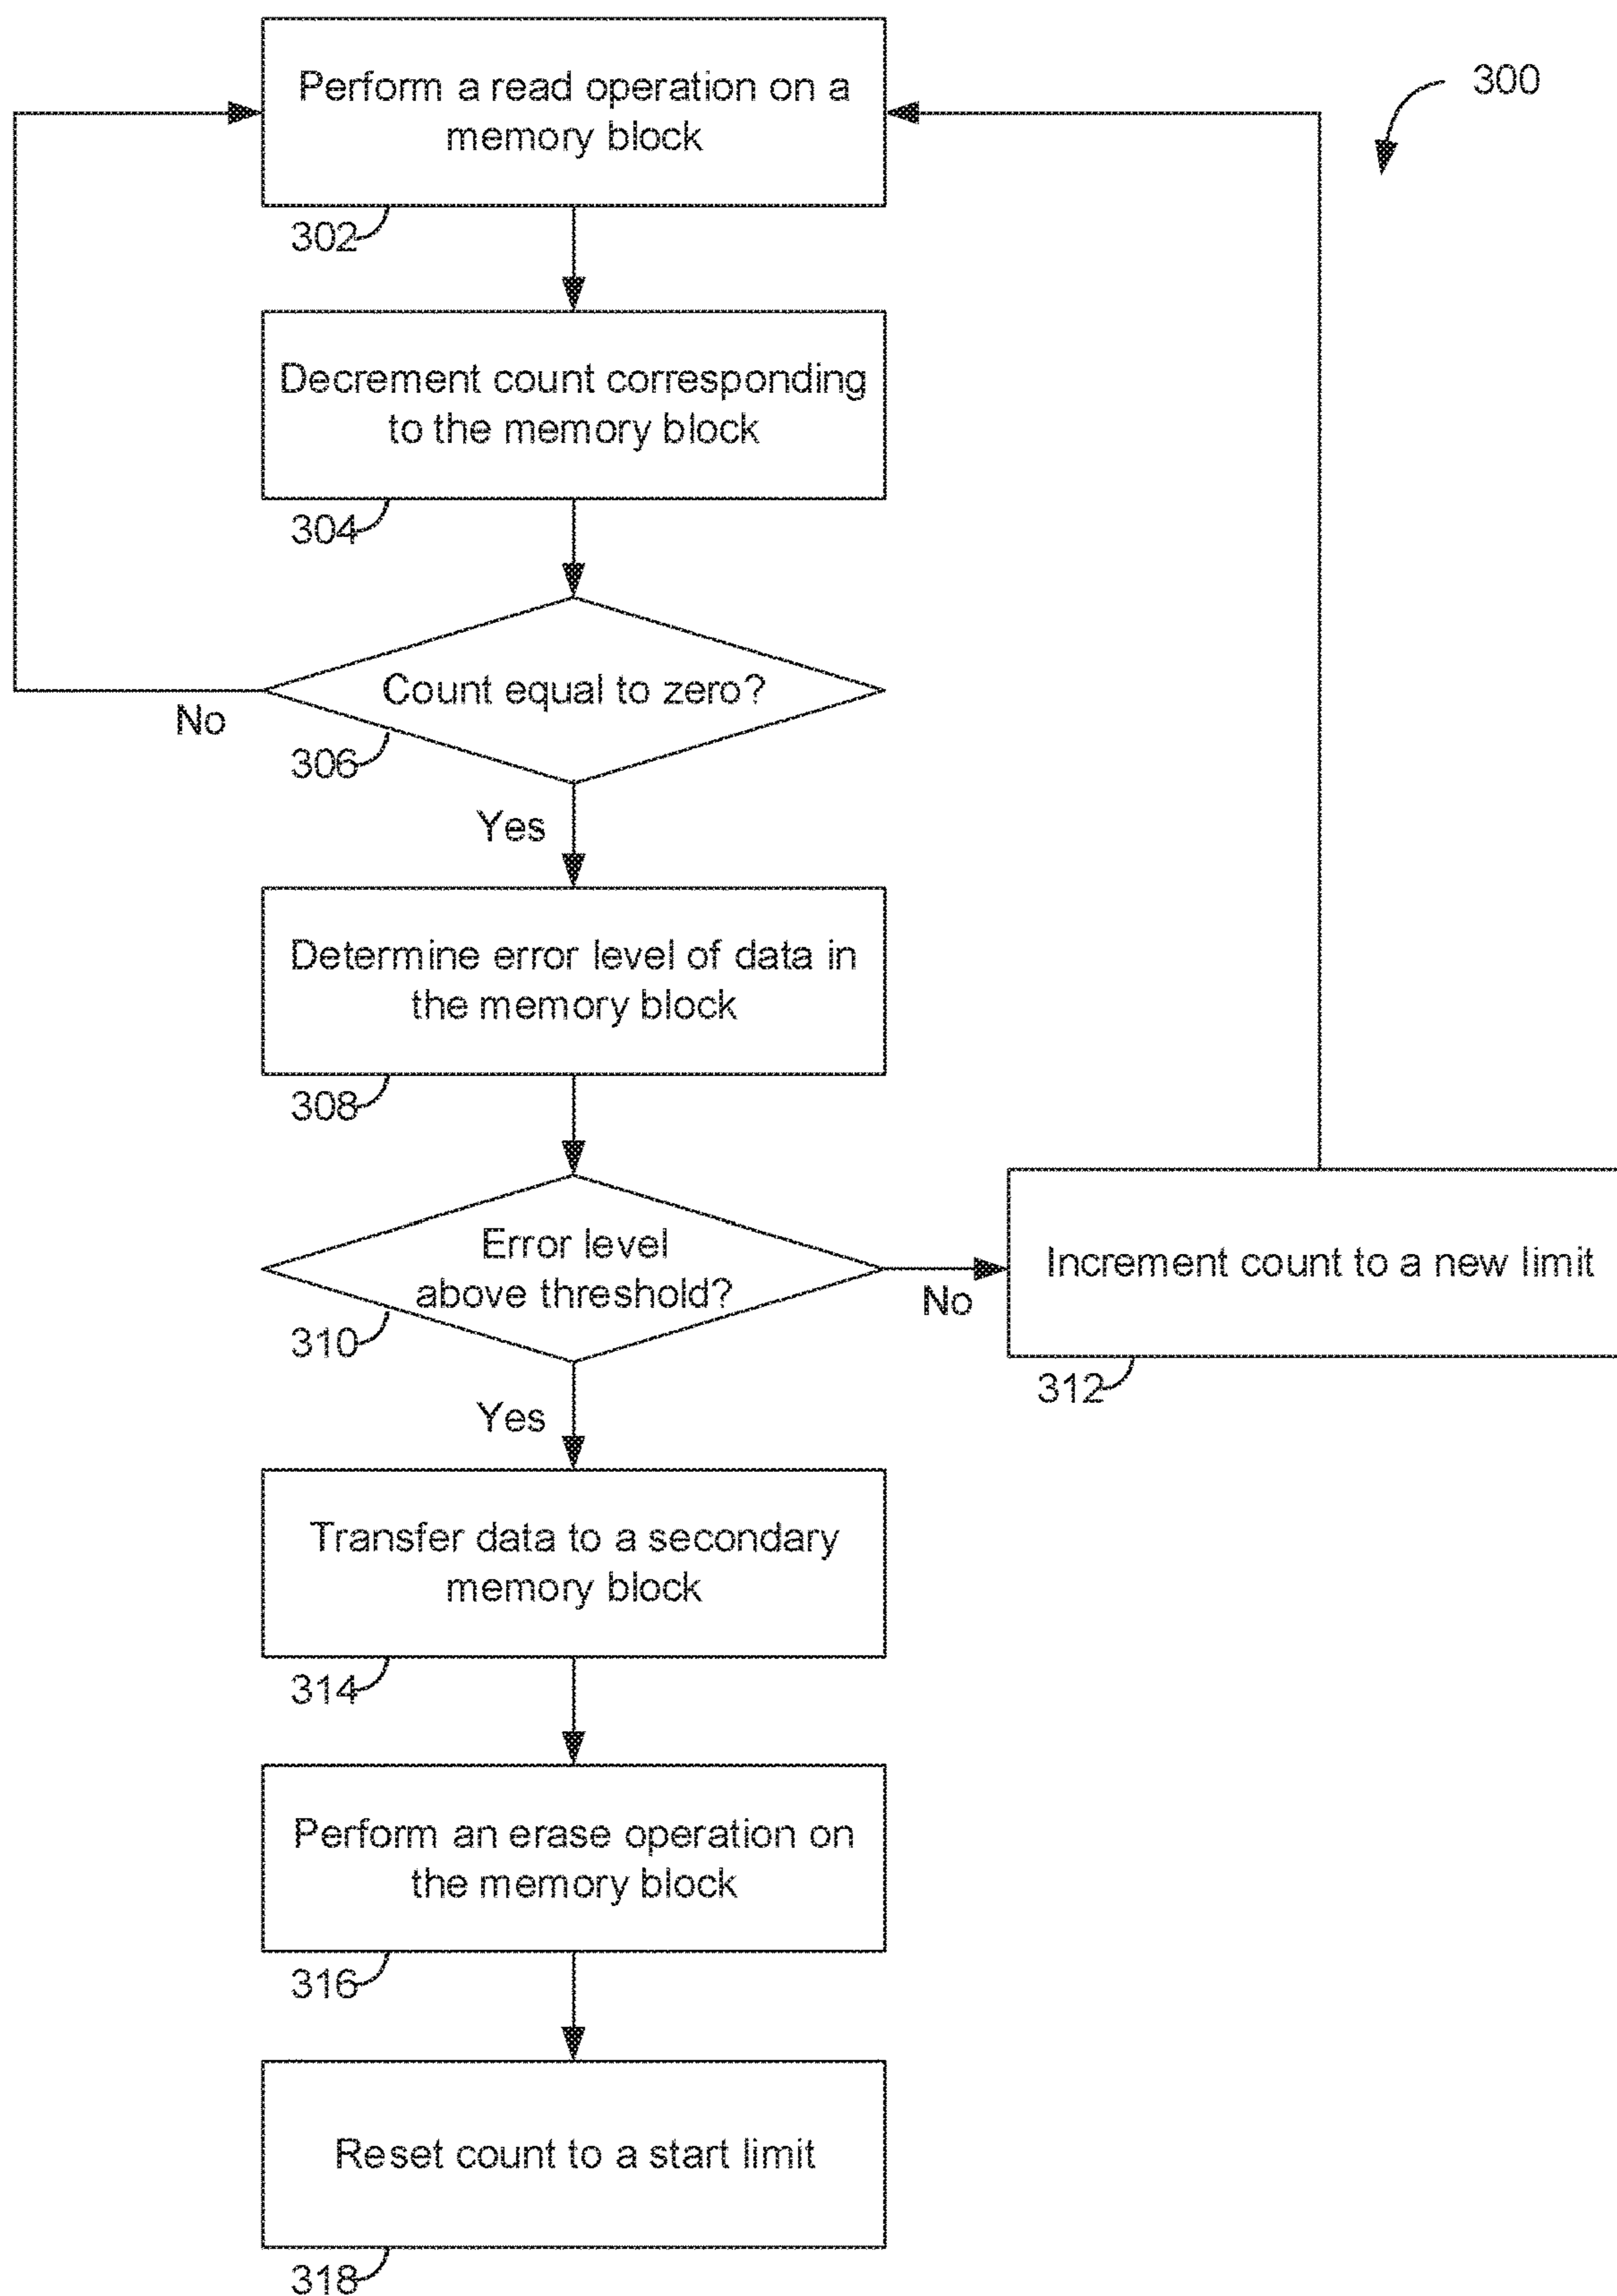 300
Perform a read operation on a
memory block
302
Decrement count corresponding
to the memory block
304
Count equal to zero?
No
306
Yes
Determine error level of data in
the memory block
308
Error level
above threshold?
310
No
Increment count to a new limit
312
Yes
Transfer data to a secondary
memory block
314
Perform an erase operation on
the memory block
316
Reset count to a start limit
318